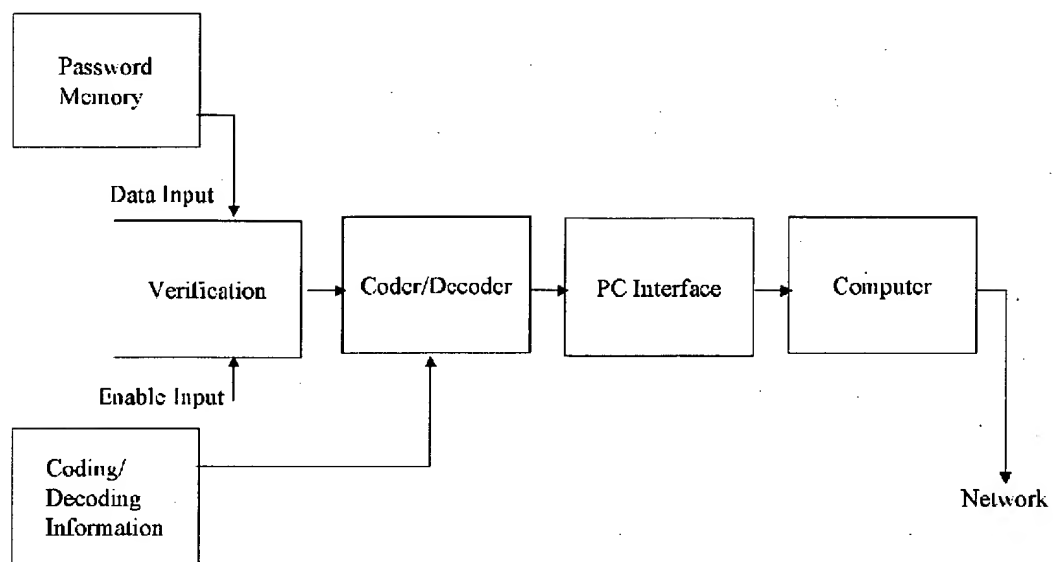 Password
Memory
Data Input
Verification
Coder/Decoder
PC Interface
Computer
Enable Input
Coding/
Decoding
Information
Network